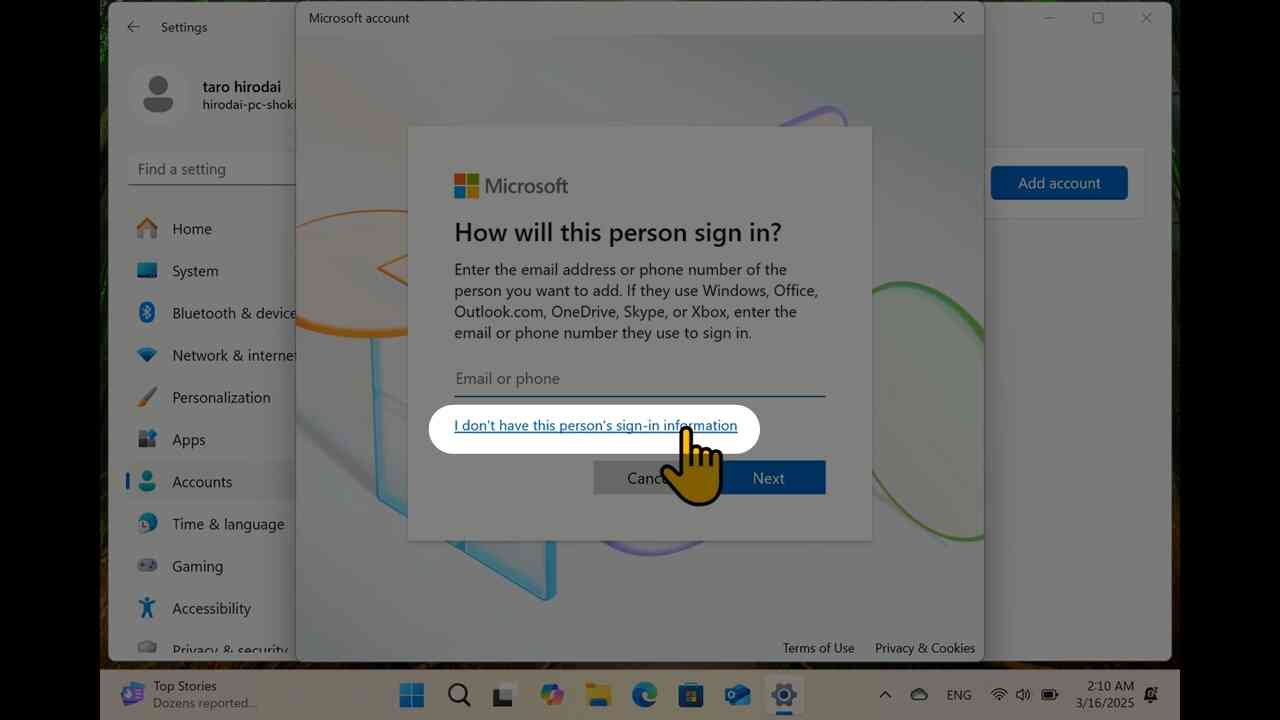 Settings
Microsoft account
taro hirodai
hirodai-pc-shoki
Find a setting
Home
System
Bluetooth & device
Network & internet
Personalization
Apps
Accounts
Time & language
Gaming
Accessibility
Privacy & security
Microsoft
How will this person sign in?
Enter the email address or phone number of the
person you want to add. If they use Windows, Office,
Outlook.com, OneDrive, Skype, or Xbox, enter the
email or phone number they use to sign in.
Email or phone
I don't have this person's sign-in information
Cancel
Next
Add account
Terms of Use
Privacy & Cookies
Top Stories
Dozens reported...
ENG
2:10 AM
3/16/2025